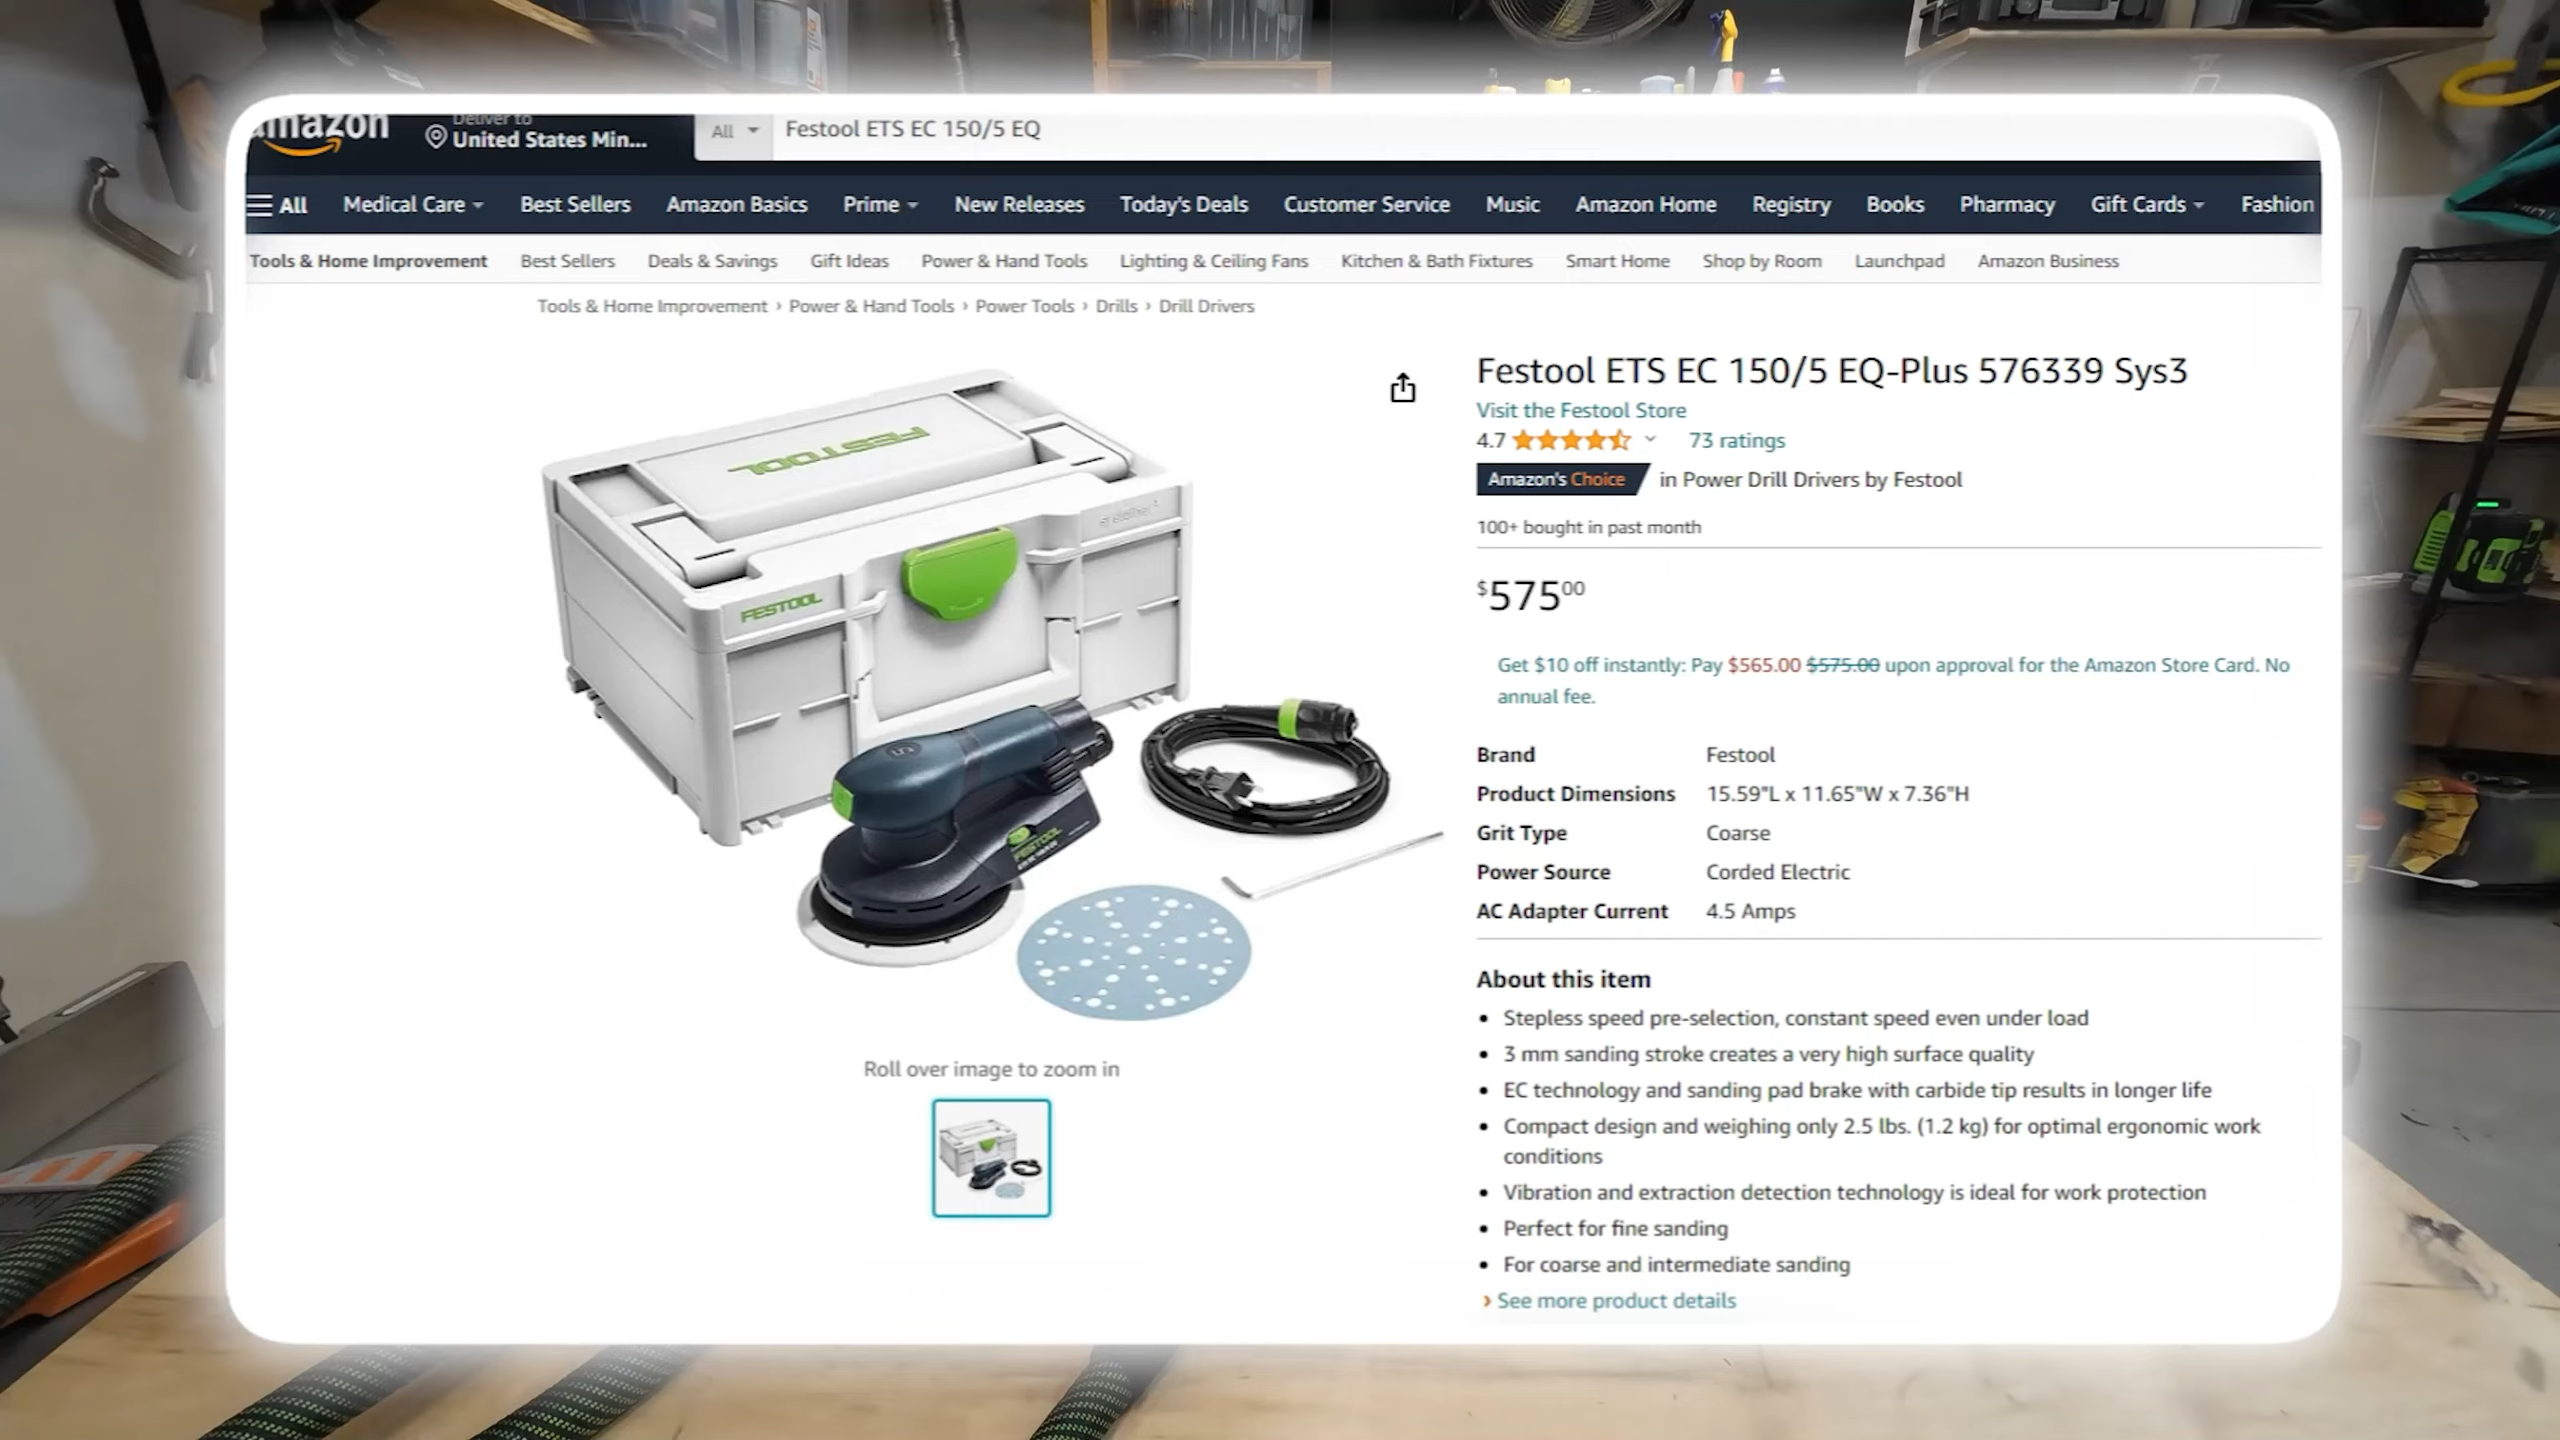 amazon
Deliver to
United States Min...
All
Festool ETS EC 150/5 EQ
All Medical Care Best Sellers Amazon Basics Prime New Releases Today's Deals Customer Service Music Amazon Home Registry Books Pharmacy Gift Cards Fashion
Tools & Home Improvement Best Sellers Deals & Savings Gift Ideas Power & Hand Tools Lighting & Ceiling Fans Kitchen & Bath Fixtures Smart Home Shop by Room Launchpad Amazon Business
Tools & Home Improvement › Power & Hand Tools › Power Tools › Drills › Drill Drivers
FESTOOL
systainer³
FESTOOL
FESTOOL
Roll over image to zoom in
Festool ETS EC 150/5 EQ-Plus 576339 Sys3
Visit the Festool Store
4.7 73 ratings
Amazon's Choice in Power Drill Drivers by Festool
100+ bought in past month
$57500
Get $10 off instantly: Pay $565.00 $575.00 upon approval for the Amazon Store Card. No
annual fee.
Brand Festool
Product Dimensions 15.59"L x 11.65"W x 7.36"H
Grit Type Coarse
Power Source Corded Electric
AC Adapter Current 4.5 Amps
About this item
• Stepless speed pre-selection, constant speed even under load
• 3 mm sanding stroke creates a very high surface quality
• EC technology and sanding pad brake with carbide tip results in longer life
• Compact design and weighing only 2.5 lbs. (1.2 kg) for optimal ergonomic work
conditions
• Vibration and extraction detection technology is ideal for work protection
• Perfect for fine sanding
• For coarse and intermediate sanding
› See more product details